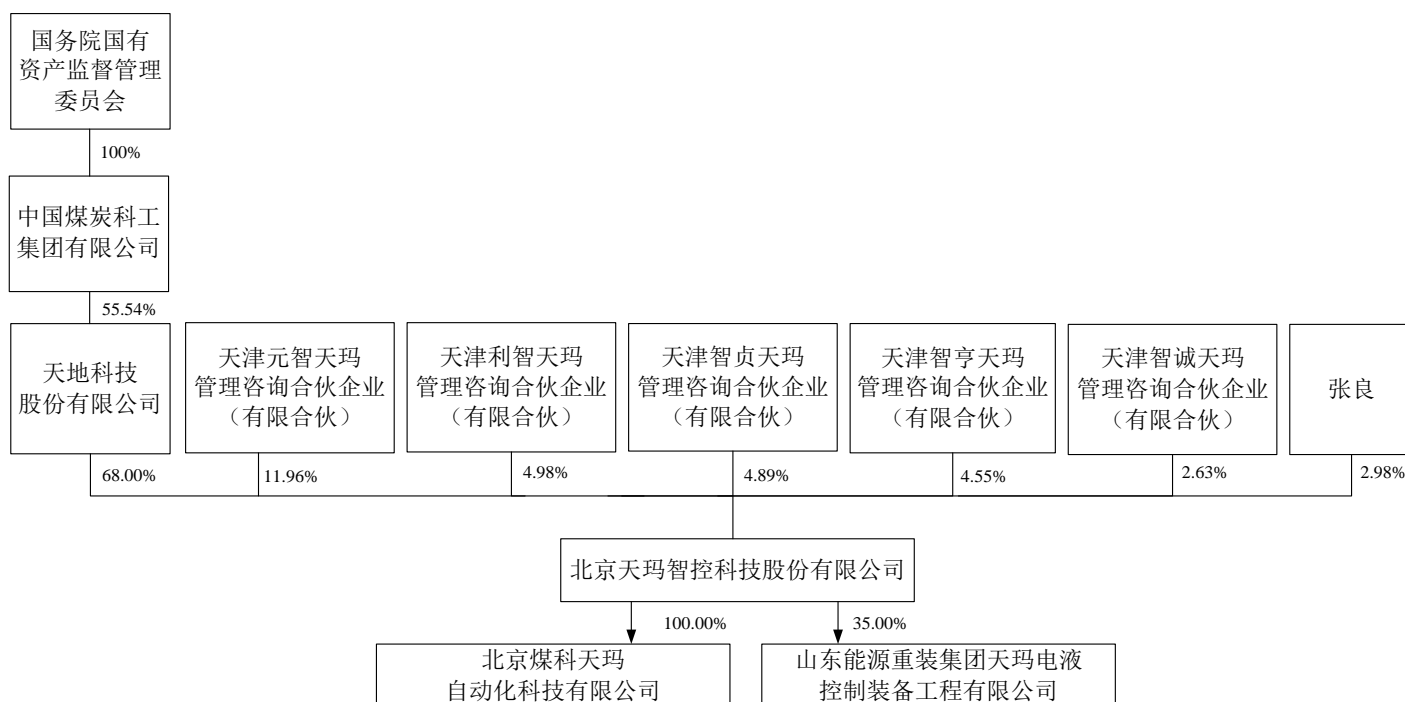 国务院国有
资产监督管理
委员会
100%
中国煤炭科工
集团有限公司
55.54%
天地科技
股份有限公司
天津元智天玛
管理咨询合伙企业
（有限合伙）
天津利智天玛
管理咨询合伙企业
（有限合伙）
天津智贞天玛
管理咨询合伙企业
（有限合伙）
天津智亨天玛
管理咨询合伙企业
（有限合伙）
天津智诚天玛
管理咨询合伙企业
（有限合伙）
张良
68.00%
11.96%
4.98%
4.89%
4.55%
2.63%
2.98%
北京天玛智控科技股份有限公司
100.00%
35.00%
北京煤科天玛
自动化科技有限公司
山东能源重装集团天玛电液
控制装备工程有限公司